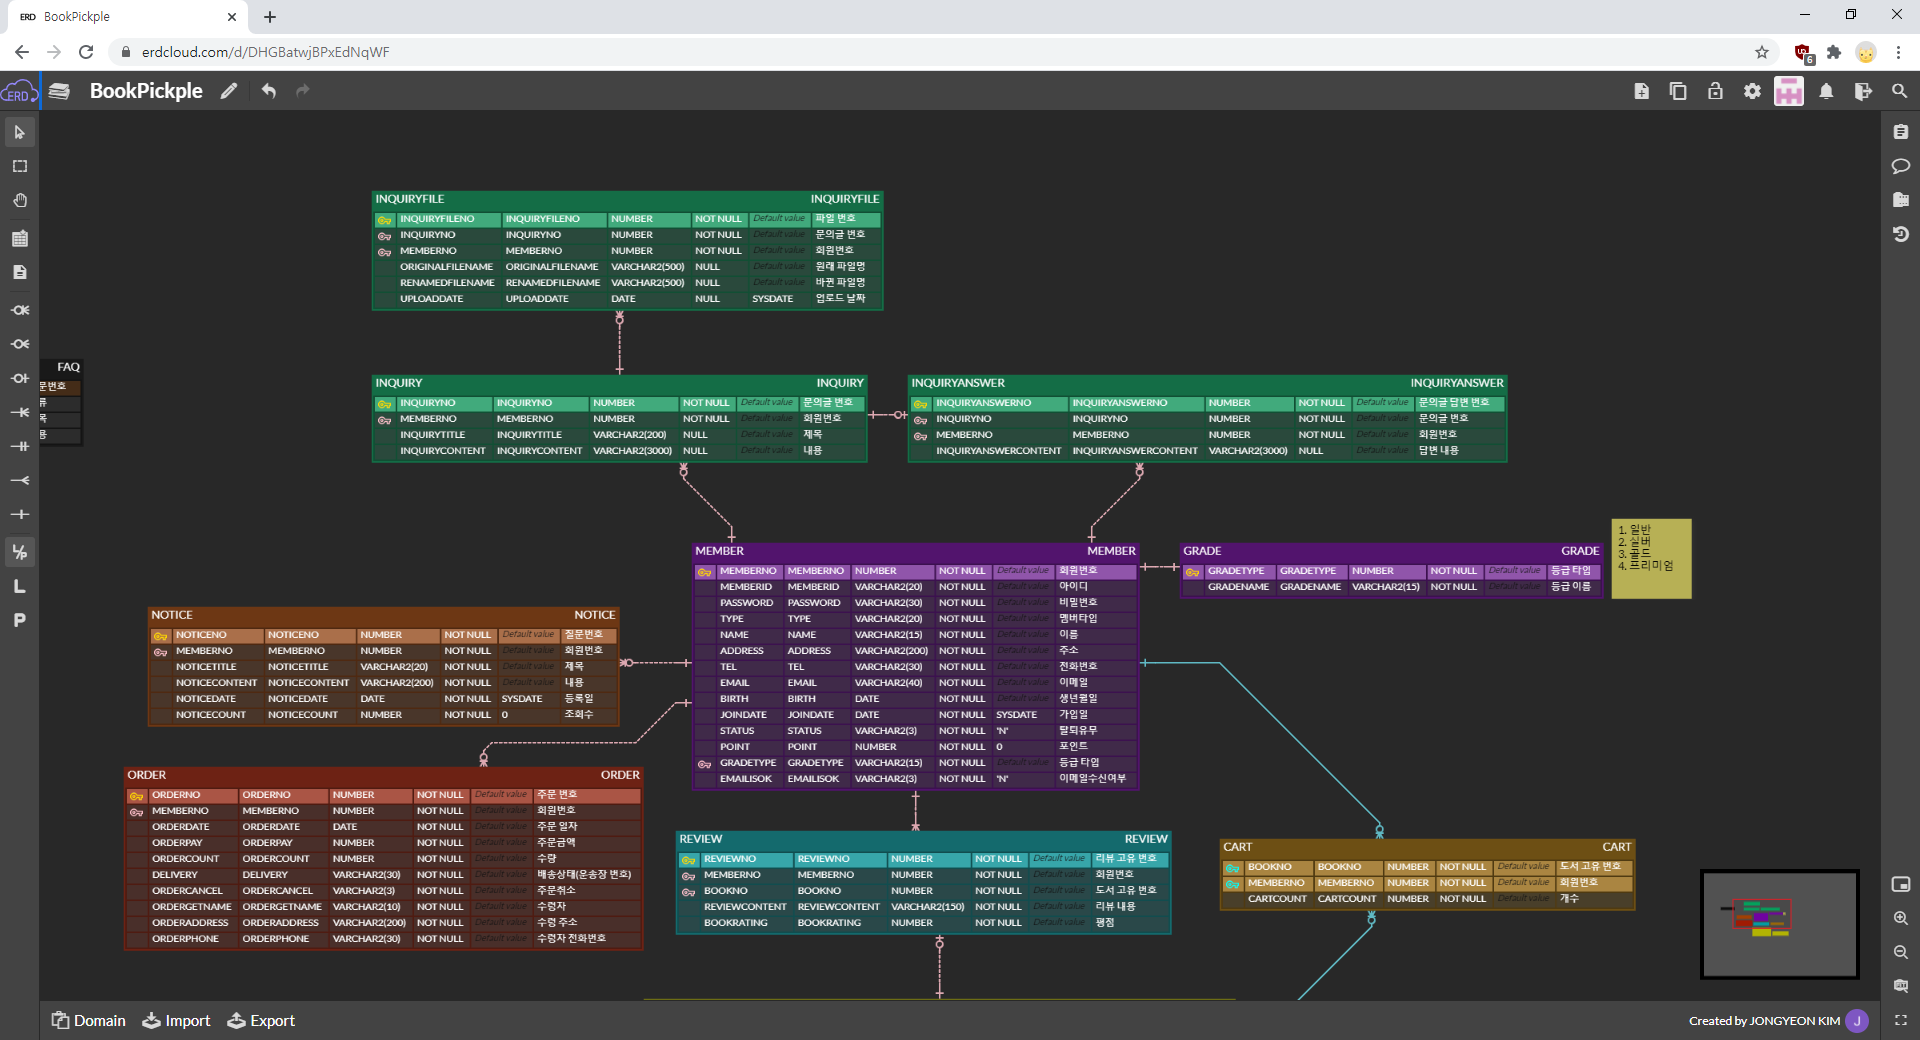 ERD BookPickple
erdcloud.com/d/DHGBatwjBPxEdNqWF
6
ERD BookPickple
INQUIRYFILE INQUIRYFILE
INQUIRYFILENO INQUIRYFILENO NUMBER NOT NULL Default value 파일 번호
INQUIRYNO INQUIRYNO NUMBER NOT NULL Default value 문의글 번호
MEMBERNO MEMBERNO NUMBER NOT NULL Default value 회원번호
ORIGINALFILENAME ORIGINALFILENAME VARCHAR2(500) NULL Default value 원래 파일명
RENAMEDFILENAME RENAMEDFILENAME VARCHAR2(500) NULL Default value 바뀐 파일명
UPLOADDATE UPLOADDATE DATE NULL SYSDATE 업로드 날짜
FAQ
문번호
류
목
용
INQUIRY INQUIRY
INQUIRYNO INQUIRYNO NUMBER NOT NULL Default value 문의글 번호
MEMBERNO MEMBERNO NUMBER NOT NULL Default value 회원번호
INQUIRYTITLE INQUIRYTITLE VARCHAR2(200) NULL Default value 제목
INQUIRYCONTENT INQUIRYCONTENT VARCHAR2(3000) NULL Default value 내용
INQUIRYANSWER INQUIRYANSWER
INQUIRYANSWERNO INQUIRYANSWERNO NUMBER NOT NULL Default value 문의글 답변 번호
INQUIRYNO INQUIRYNO NUMBER NOT NULL Default value 문의글 번호
MEMBERNO MEMBERNO NUMBER NOT NULL Default value 회원번호
INQUIRYANSWERCONTENT INQUIRYANSWERCONTENT VARCHAR2(3000) NULL Default value 답변 내용
MEMBER MEMBER
MEMBERNO MEMBERNO NUMBER NOT NULL Default value 회원번호
MEMBERID MEMBERID VARCHAR2(20) NOT NULL Default value 아이디
PASSWORD PASSWORD VARCHAR2(30) NOT NULL Default value 비밀번호
TYPE TYPE VARCHAR2(20) NOT NULL Default value 멤버타입
NAME NAME VARCHAR2(15) NOT NULL Default value 이름
ADDRESS ADDRESS VARCHAR2(200) NOT NULL Default value 주소
TEL TEL VARCHAR2(30) NOT NULL Default value 전화번호
EMAIL EMAIL VARCHAR2(40) NOT NULL Default value 이메일
BIRTH BIRTH DATE NOT NULL Default value 생년월일
JOINDATE JOINDATE DATE NOT NULL SYSDATE 가입일
STATUS STATUS VARCHAR2(3) NOT NULL 'N' 탈퇴유무
POINT POINT NUMBER NOT NULL 0 포인트
GRADETYPE GRADETYPE VARCHAR2(15) NOT NULL Default value 등급 타입
EMAILISOK EMAILISOK VARCHAR2(3) NOT NULL 'N' 이메일수신여부
GRADE GRADE
GRADETYPE GRADETYPE NUMBER NOT NULL Default value 등급 타입
GRADENAME GRADENAME VARCHAR2(15) NOT NULL Default value 등급 이름
1. 일반
2. 실버
3. 골드
4. 프리미엄
NOTICE NOTICE
NOTICENO NOTICENO NUMBER NOT NULL Default value 질문번호
MEMBERNO MEMBERNO NUMBER NOT NULL Default value 회원번호
NOTICETITLE NOTICETITLE VARCHAR2(20) NOT NULL Default value 제목
NOTICECONTENT NOTICECONTENT VARCHAR2(200) NOT NULL Default value 내용
NOTICEDATE NOTICEDATE DATE NOT NULL SYSDATE 등록일
NOTICECOUNT NOTICECOUNT NUMBER NOT NULL 0 조회수
ORDER ORDER
ORDERNO ORDERNO NUMBER NOT NULL Default value 주문 번호
MEMBERNO MEMBERNO NUMBER NOT NULL Default value 회원번호
ORDERDATE ORDERDATE DATE NOT NULL Default value 주문 일자
ORDERPAY ORDERPAY NUMBER NOT NULL Default value 주문금액
ORDERCOUNT ORDERCOUNT NUMBER NOT NULL Default value 수량
DELIVERY DELIVERY VARCHAR2(30) NOT NULL Default value 배송상태(운송장 번호)
ORDERCANCEL ORDERCANCEL VARCHAR2(3) NOT NULL Default value 주문취소
ORDERGETNAME ORDERGETNAME VARCHAR2(10) NOT NULL Default value 수령자
ORDERADDRESS ORDERADDRESS VARCHAR2(200) NOT NULL Default value 수령 주소
ORDERPHONE ORDERPHONE VARCHAR2(30) NOT NULL Default value 수령자 전화번호
REVIEW REVIEW
REVIEWNO REVIEWNO NUMBER NOT NULL Default value 리뷰 고유 번호
MEMBERNO MEMBERNO NUMBER NOT NULL Default value 회원번호
BOOKNO BOOKNO NUMBER NOT NULL Default value 도서 고유 번호
REVIEWCONTENT REVIEWCONTENT VARCHAR2(150) NOT NULL Default value 리뷰 내용
BOOKRATING BOOKRATING NUMBER NOT NULL Default value 평점
CART CART
BOOKNO BOOKNO NUMBER NOT NULL Default value 도서 고유 번호
MEMBERNO MEMBERNO NUMBER NOT NULL Default value 회원번호
CARTCOUNT CARTCOUNT NUMBER NOT NULL Default value 개수
L/P
L
P
Domain Import Export
Created by JONGYEON KIM J